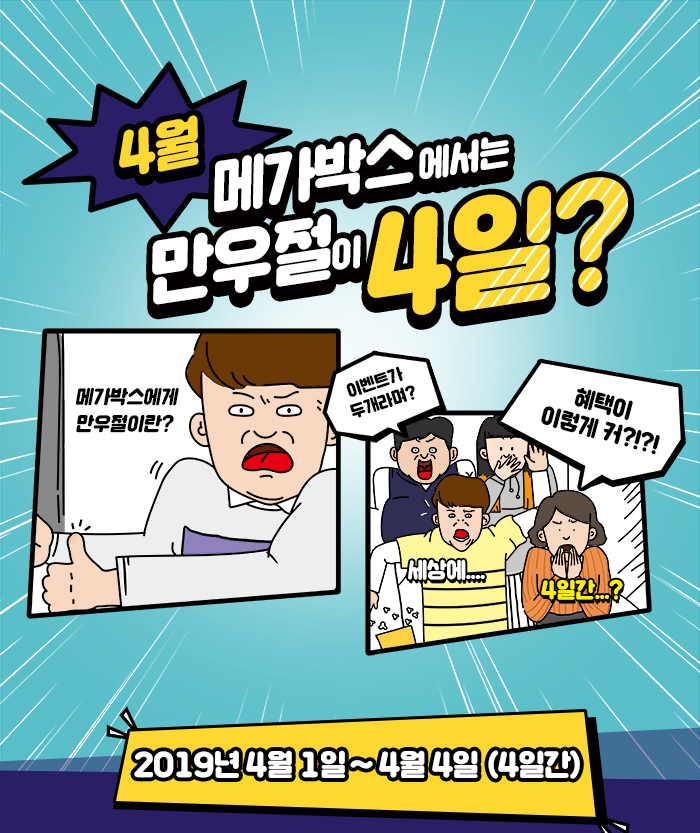 4월
메가박스에서는
만우절이 4일?
메가박스에게
만우절이란?
이벤트가
두개라며?
혜택이
이렇게 커?!?!
세상에....
4일간...?
2019년 4월 1일 ~ 4월 4일 (4일간)